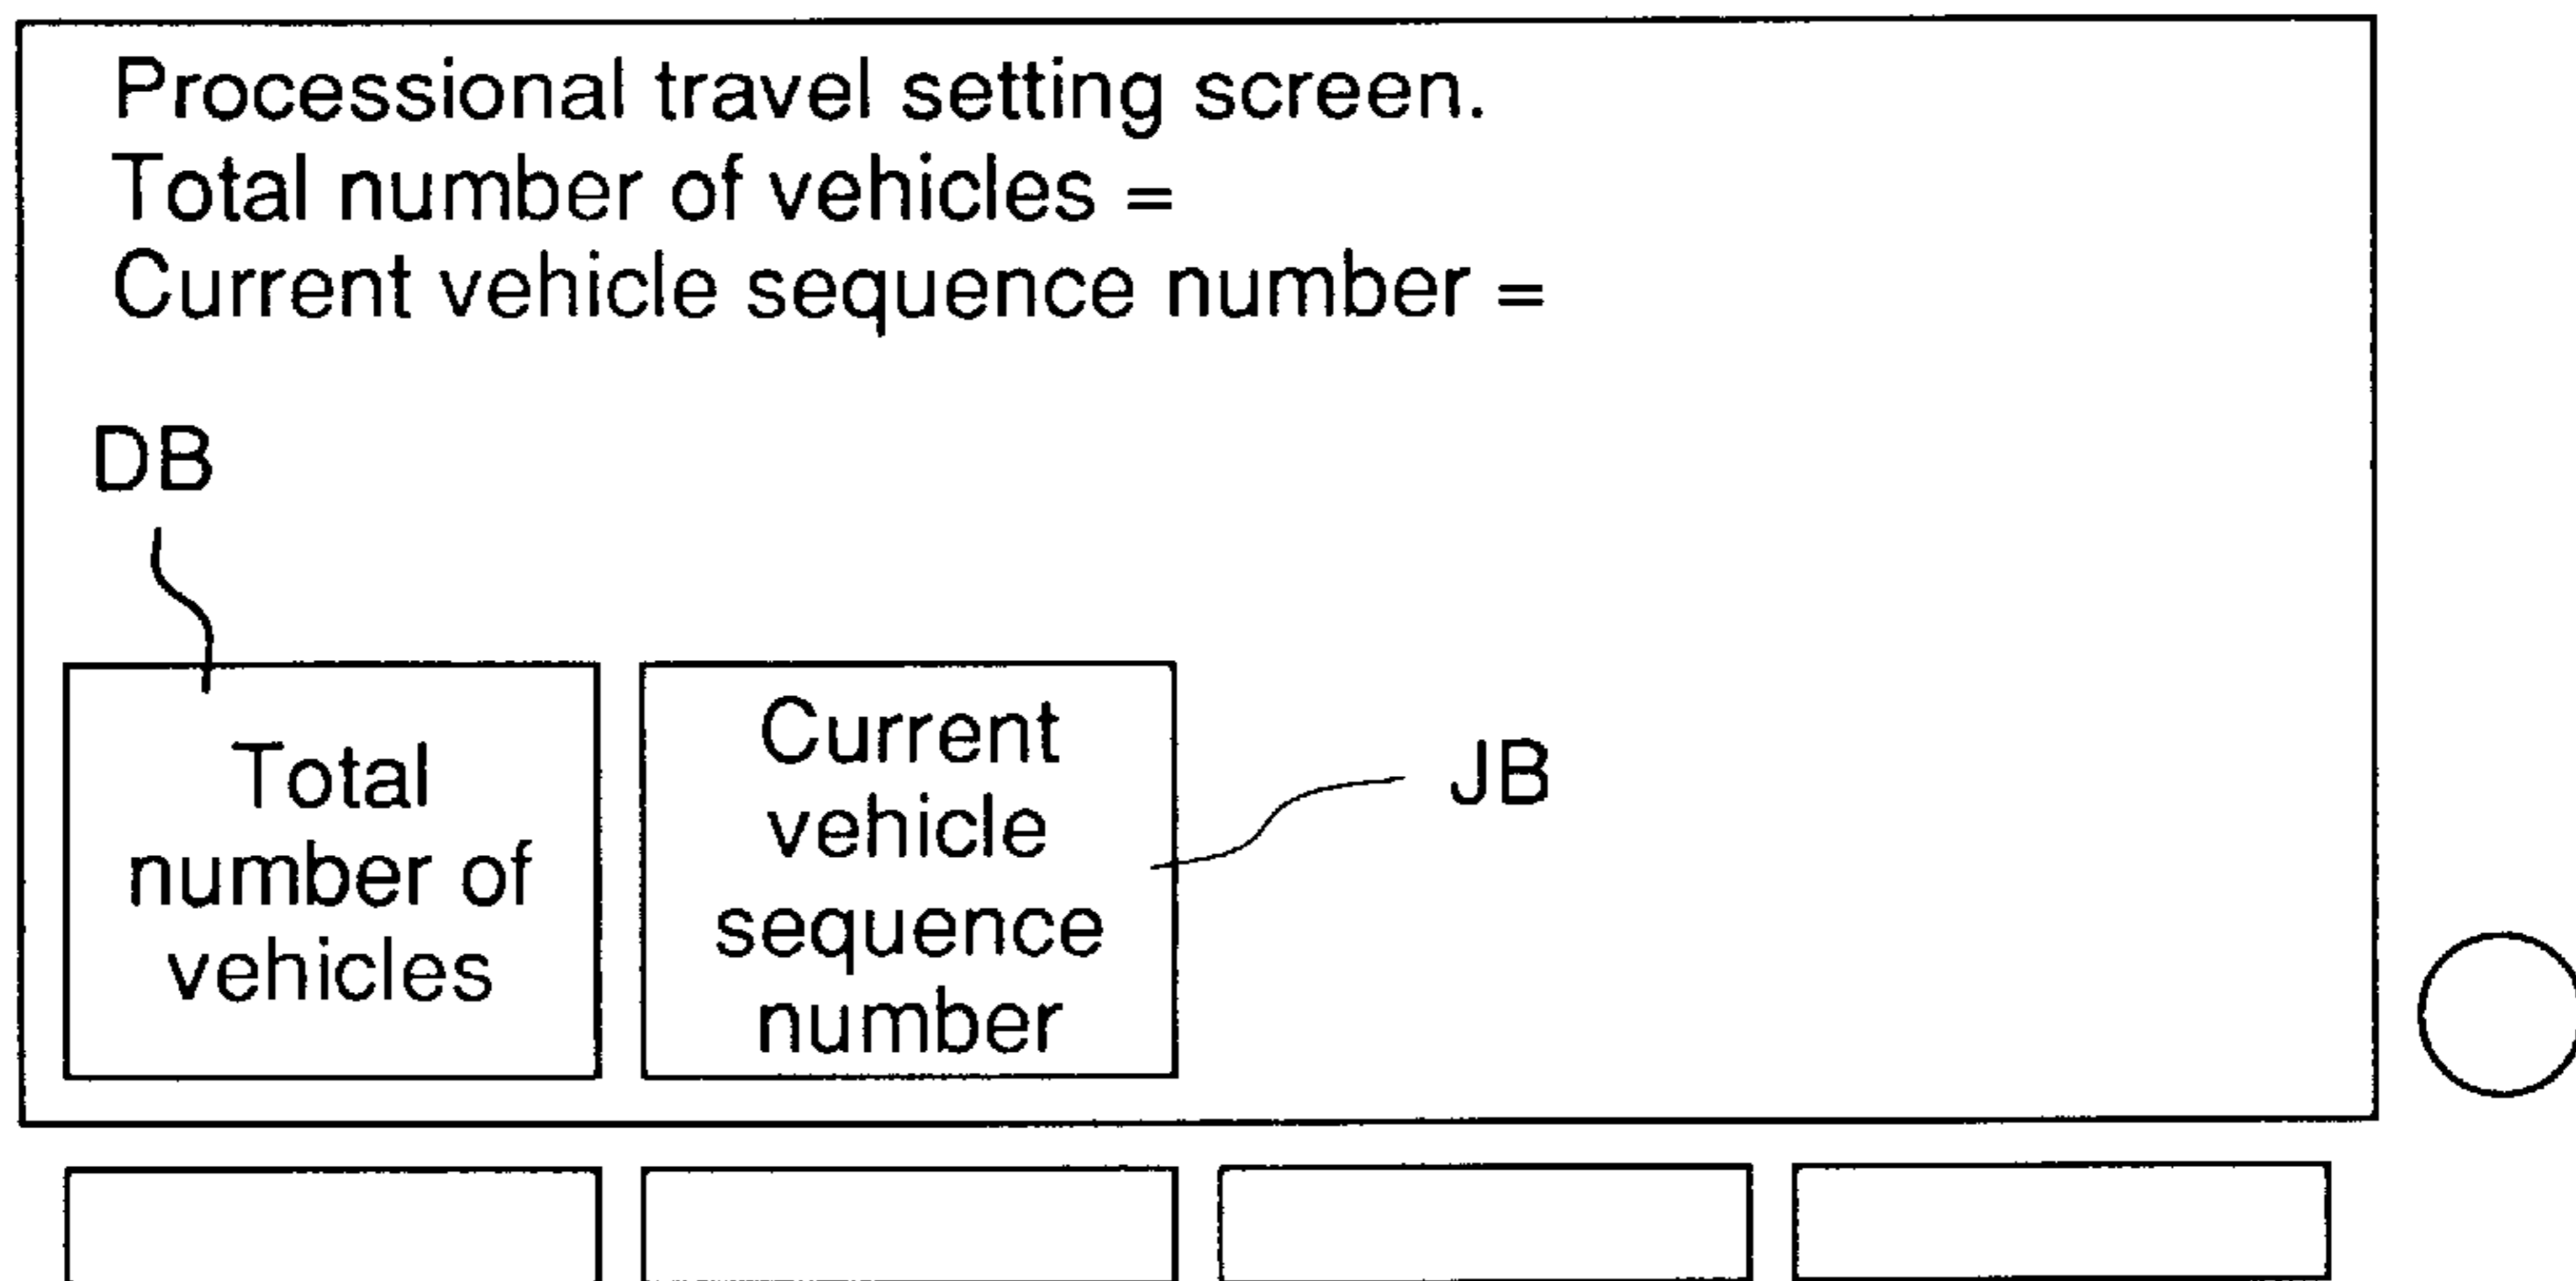 Processional travel setting screen.
Total number of vehicles =
Current vehicle sequence number =
DB
Total
number of
vehicles
Current
vehicle
sequence
number
JB